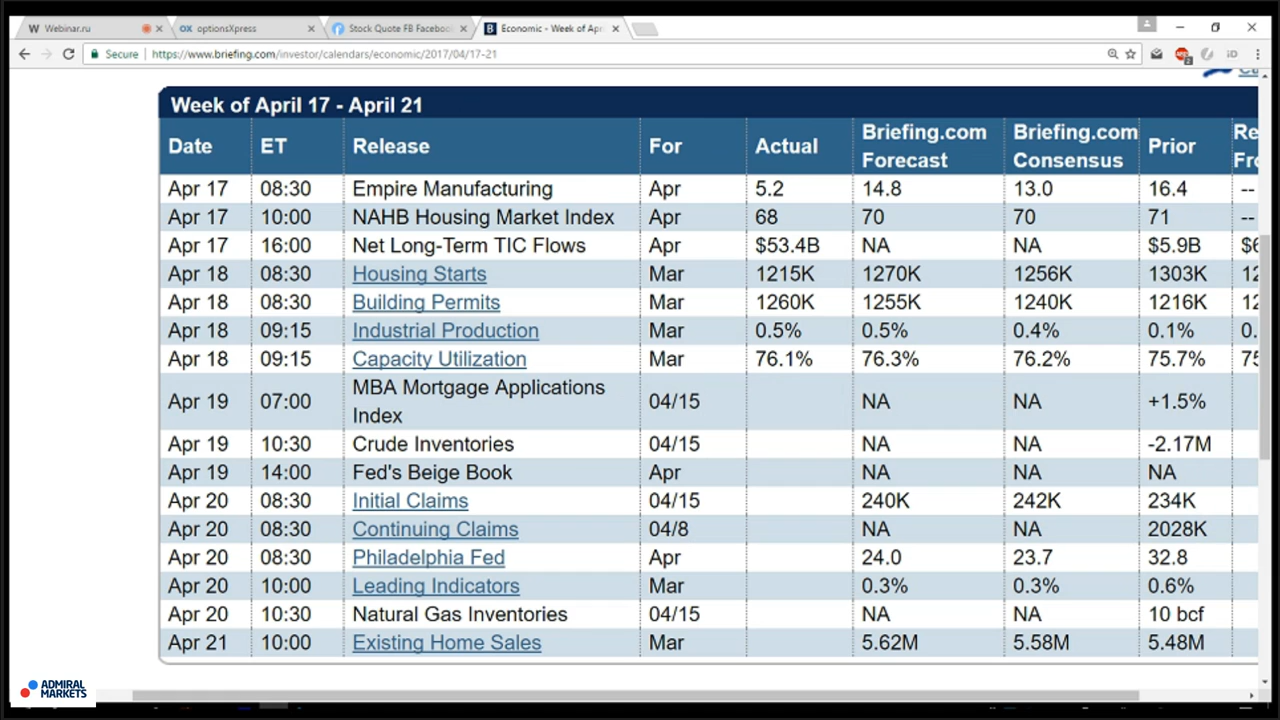 Webinar.ru
optionsXpress
Stock Quote FB Facebook
Economic - Week of Apr
Secure https://www.briefing.com/investor/calendars/economic/2017/04/17-21
Week of April 17 - April 21
Date ET Release For Actual Briefing.com Forecast Briefing.com Consensus Prior
Apr 17 08:30 Empire Manufacturing Apr 5.2 14.8 13.0 16.4 --
Apr 17 10:00 NAHB Housing Market Index Apr 68 70 70 71 --
Apr 17 16:00 Net Long-Term TIC Flows Apr $53.4B NA NA $5.9B
Apr 18 08:30 Housing Starts Mar 1215K 1270K 1256K 1303K
Apr 18 08:30 Building Permits Mar 1260K 1255K 1240K 1216K
Apr 18 09:15 Industrial Production Mar 0.5% 0.5% 0.4% 0.1%
Apr 18 09:15 Capacity Utilization Mar 76.1% 76.3% 76.2% 75.7%
Apr 19 07:00 MBA Mortgage Applications Index 04/15 NA NA +1.5%
Apr 19 10:30 Crude Inventories 04/15 NA NA -2.17M
Apr 19 14:00 Fed's Beige Book Apr NA NA NA
Apr 20 08:30 Initial Claims 04/15 240K 242K 234K
Apr 20 08:30 Continuing Claims 04/8 NA NA 2028K
Apr 20 08:30 Philadelphia Fed Apr 24.0 23.7 32.8
Apr 20 10:00 Leading Indicators Mar 0.3% 0.3% 0.6%
Apr 20 10:30 Natural Gas Inventories 04/15 NA NA 10 bcf
Apr 21 10:00 Existing Home Sales Mar 5.62M 5.58M 5.48M
ADMIRAL
MARKETS